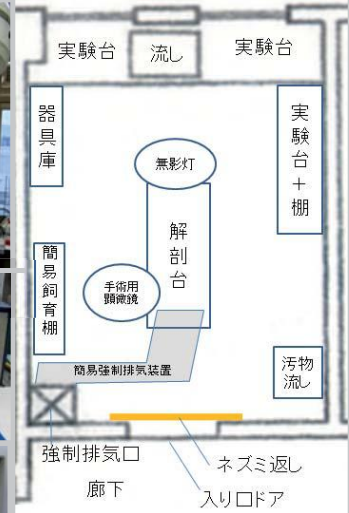 実験台
流し
実験台
器具庫
無影灯
実験台＋棚
解剖台
簡易飼育棚
手術用
顕微鏡
簡易強制排気装置
汚物
流し
強制排気口
ネズミ返し
廊下
入り口ドア